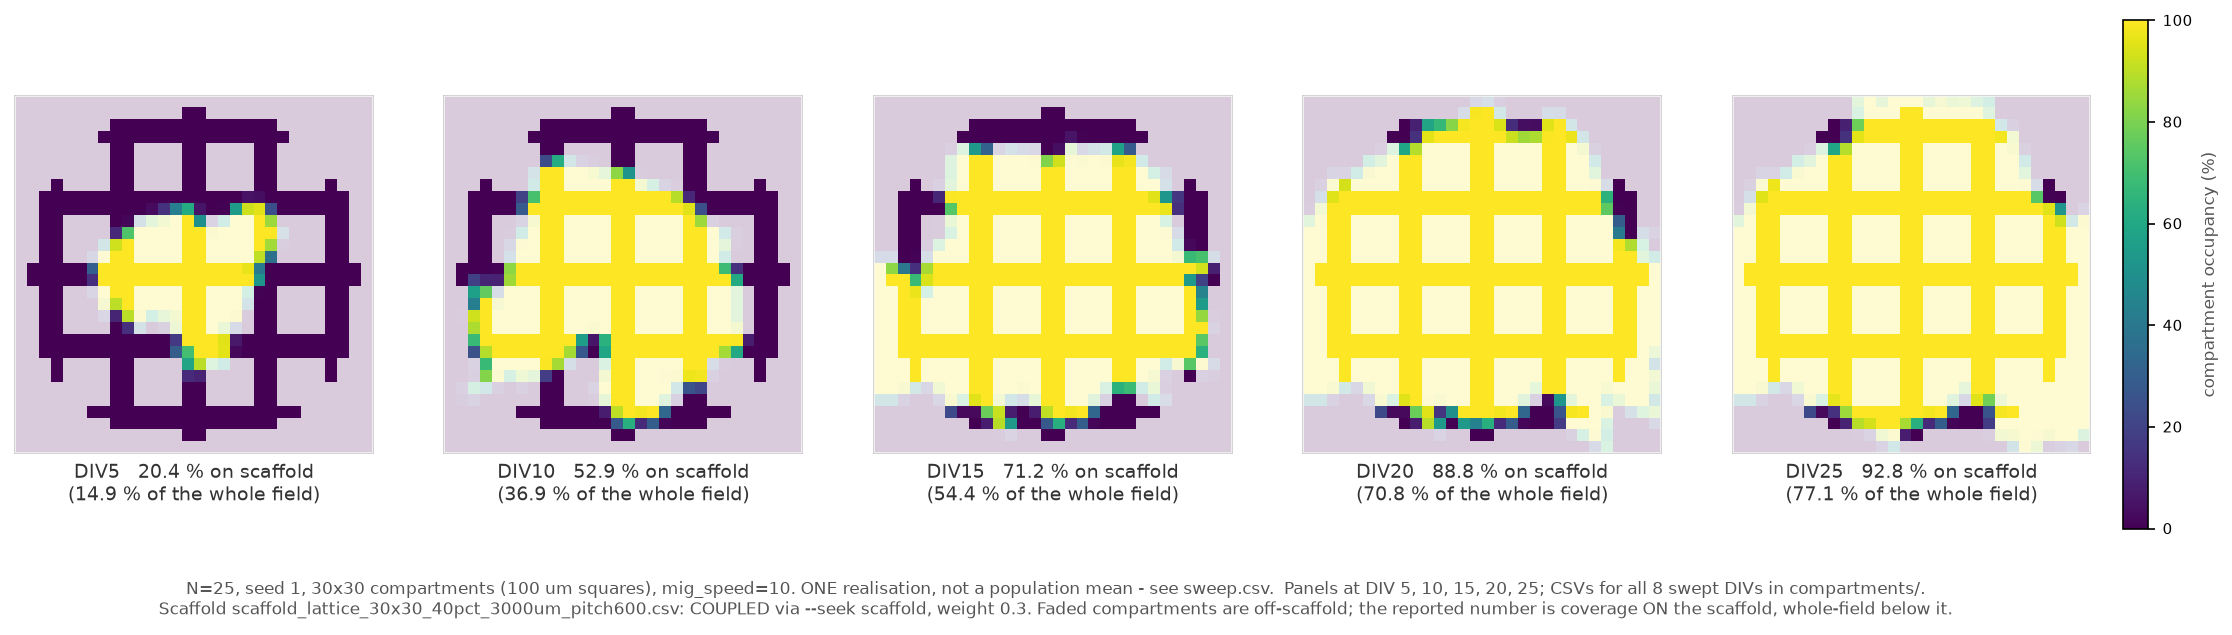 100
80
60
40
20
0
compartment occupancy (%)
DIV5   20.4 % on scaffold
(14.9 % of the whole field)
DIV10   52.9 % on scaffold
(36.9 % of the whole field)
DIV15   71.2 % on scaffold
(54.4 % of the whole field)
DIV20   88.8 % on scaffold
(70.8 % of the whole field)
DIV25   92.8 % on scaffold
(77.1 % of the whole field)
N=25, seed 1, 30x30 compartments (100 um squares), mig_speed=10. ONE realisation, not a population mean - see sweep.csv.  Panels at DIV 5, 10, 15, 20, 25; CSVs for all 8 swept DIVs in compartments/.
Scaffold scaffold_lattice_30x30_40pct_3000um_pitch600.csv: COUPLED via --seek scaffold, weight 0.3. Faded compartments are off-scaffold; the reported number is coverage ON the scaffold, whole-field below it.